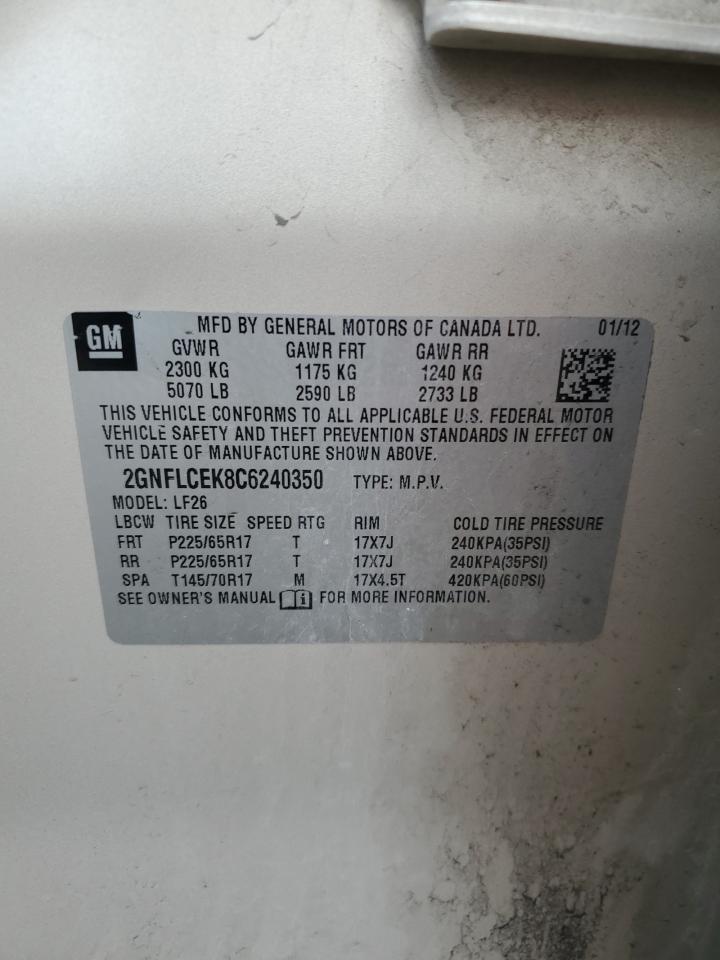 GM
MFD BY GENERAL MOTORS OF CANADA LTD. 01/12
GVWR GAWR FRT GAWR RR
2300 KG 1175 KG 1240 KG
5070 LB 2590 LB 2733 LB
THIS VEHICLE CONFORMS TO ALL APPLICABLE U.S. FEDERAL MOTOR
VEHICLE SAFETY AND THEFT PREVENTION STANDARDS IN EFFECT ON
THE DATE OF MANUFACTURE SHOWN ABOVE.
2GNFLCEK8C6240350 TYPE: M.P.V.
MODEL: LF26
LBCW TIRE SIZE SPEED RTG RIM COLD TIRE PRESSURE
FRT P225/65R17 T 17X7J 240KPA(35PSI)
RR P225/65R17 T 17X7J 240KPA(35PSI)
SPA T145/70R17 M 17X4.5T 420KPA(60PSI)
SEE OWNER'S MANUAL i FOR MORE INFORMATION.